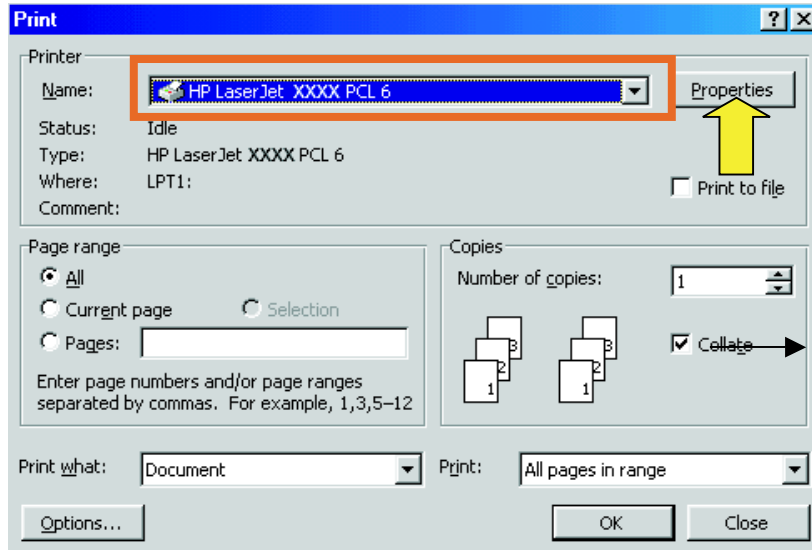 Print
Printer
Name: HP LaserJet XXXX PCL 6 Properties
Status: Idle
Type: HP LaserJet XXXX PCL 6
Where: LPT1: Print to file
Comment:
Page range
All
Current page Selection
Pages:
Enter page numbers and/or page ranges
separated by commas. For example, 1,3,5–12
Copies
Number of copies: 1
1 2 3 1 2 3 Collate
Print what: Document Print: All pages in range
Options... OK Close